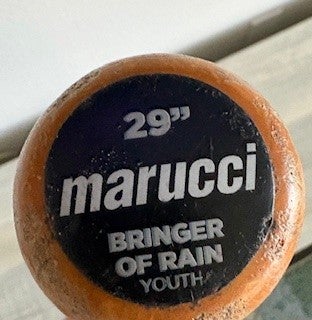 29”
marucci
BRINGER
OF RAIN
YOUTH